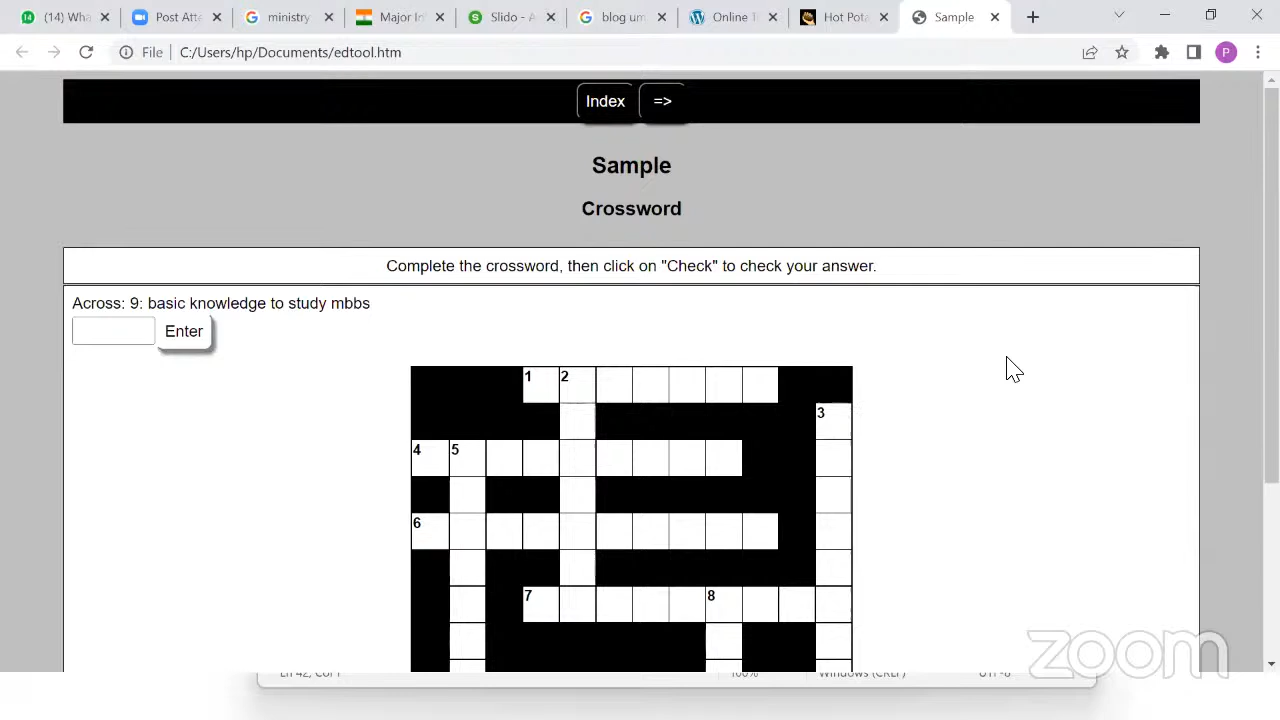 (14) Wha
Post Atte
ministry
Major In
Slido - A
blog um
Online T
Hot Pota
Sample
File
C:/Users/hp/Documents/edtool.htm
P
Index
=>
Sample
Crossword
Complete the crossword, then click on "Check" to check your answer.
Across: 9: basic knowledge to study mbbs
Enter
1 2
3
4 5
6
7 8
zoom
100%